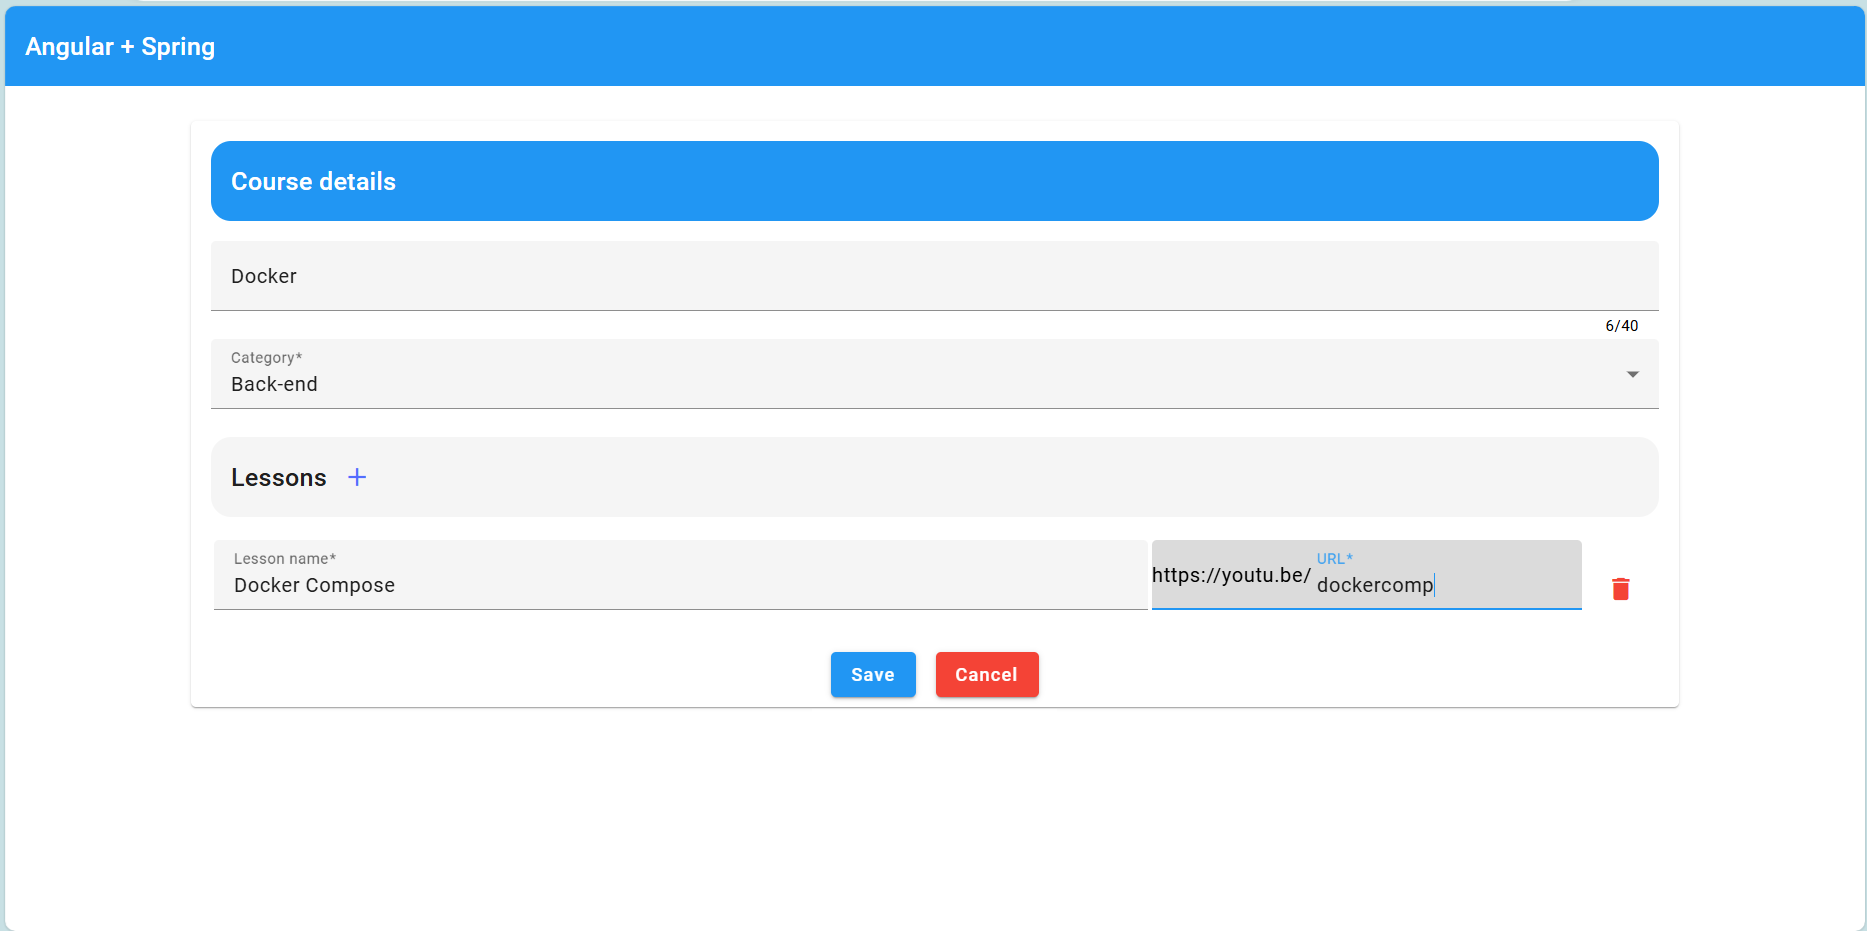 Angular + Spring
Course details
Docker
6/40
Category*
Back-end
Lessons +
Lesson name*
Docker Compose
https://youtu.be/
URL*
dockercomp
Save
Cancel